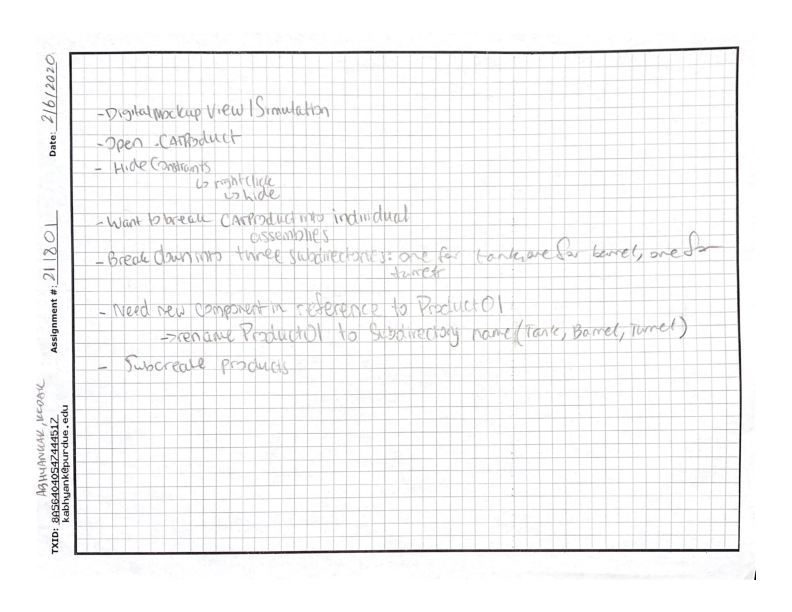 - Digital mockup View / Simulation
- Open .CATProduct
- Hide Constraints
↳ right click
↳ hide
- Want to break CATProduct into individual
assemblies
- Break down into three subdirectories: one for tank, one for barrel, one for
turret
- Need new component in reference to Product01
-> rename Product01 to Subdirectory name (Tank, Barrel, Turret)
- Subcreate products
ABHYANKAR, KEDAR
TXID: 8A56404054744451Z
kabhyank@purdue.edu
Assignment #: 211801
Date: 2/6/2020